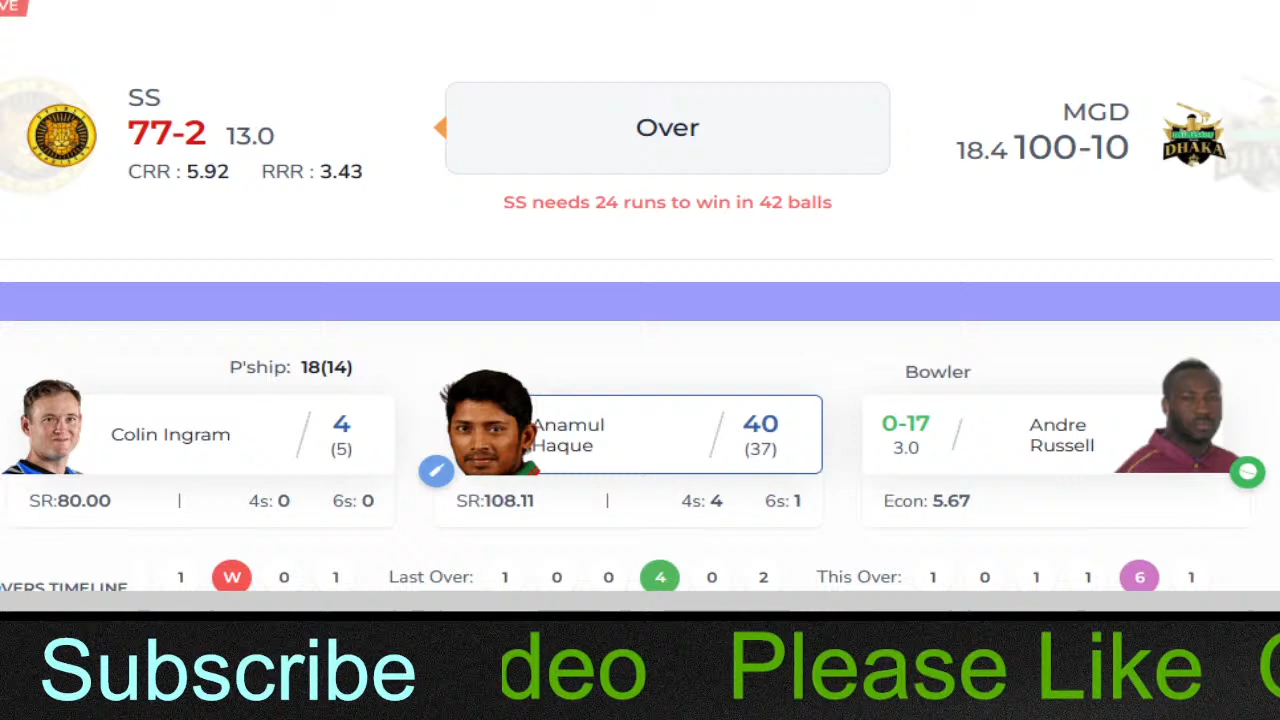 VE
SS
77-2 13.0
CRR : 5.92 RRR : 3.43
Over
SS needs 24 runs to win in 42 balls
MGD
18.4 100-10
DHAKA
P'ship: 18(14)
Colin Ingram 4
(5)
SR:80.00 | 4s: 0 6s: 0
Anamul
Haque
40
(37)
SR:108.11 | 4s: 4 6s: 1
Bowler
0-17
3.0
Andre
Russell
Econ: 5.67
OVERS TIMELINE 1 W 0 1 Last Over: 1 0 0 4 0 2 This Over: 1 0 1 1 6 1
Subscribe deo Please Like